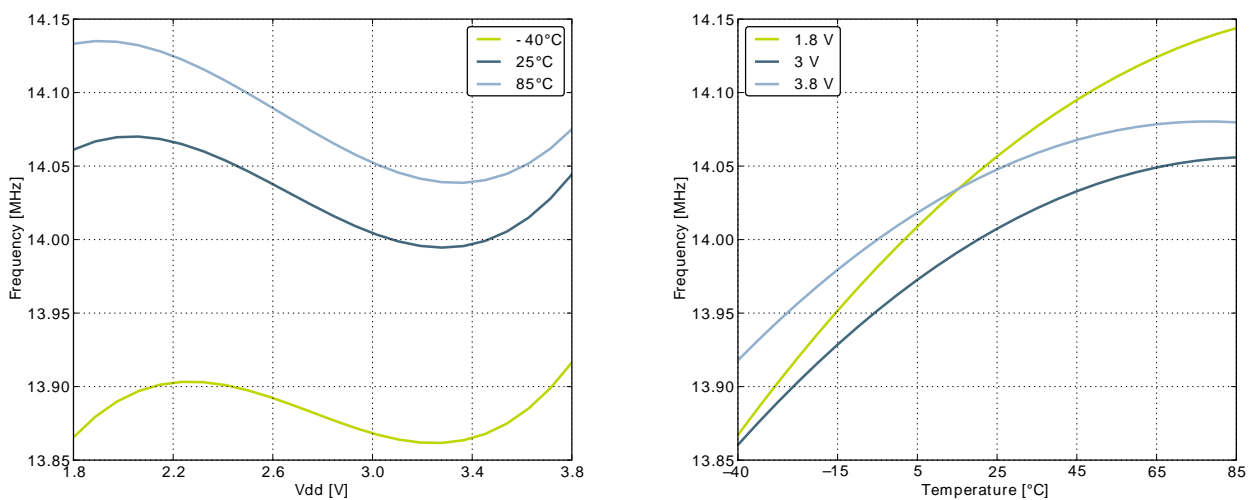 14.15
14.10
14.05
14.00
13.95
13.90
13.85
Frequency [MHz]
1.8
2.2
2.6
3.0
3.4
3.8
Vdd [V]
- 40°C
25°C
85°C
14.15
14.10
14.05
14.00
13.95
13.90
13.85
Frequency [MHz]
–40
–15
5
25
45
65
85
Temperature [°C]
1.8 V
3 V
3.8 V